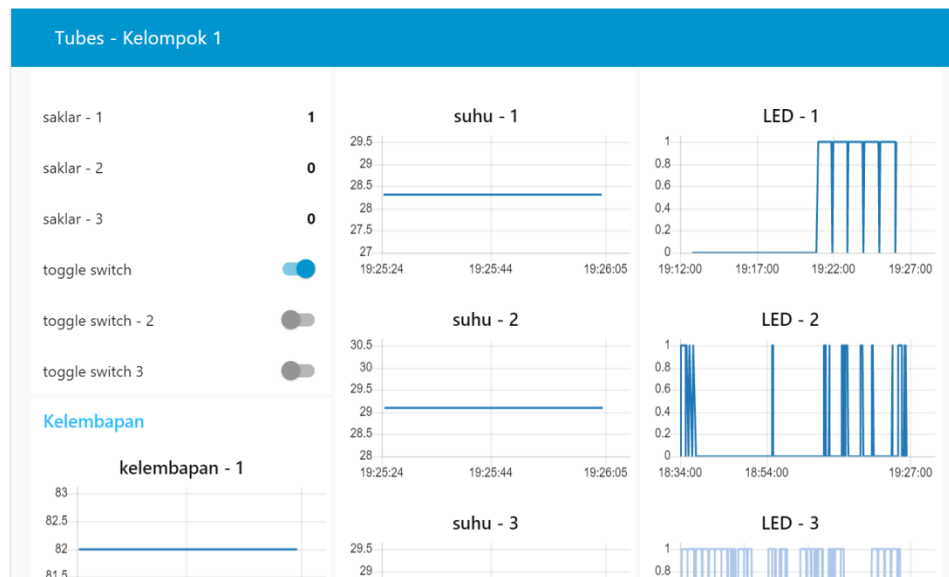 Tubes - Kelompok 1
saklar - 1 1
saklar - 2 0
saklar - 3 0
toggle switch
toggle switch - 2
toggle switch 3
Kelembapan
kelembapan - 1
83
82.5
82
81.5
suhu - 1
29.5
29
28.5
28
27.5
27
19:25:24 19:25:44 19:26:05
suhu - 2
30.5
30
29.5
29
28.5
28
19:25:24 19:25:44 19:26:05
suhu - 3
29.5
29
LED - 1
1
0.8
0.6
0.4
0.2
0
19:12:00 19:17:00 19:22:00 19:27:00
LED - 2
1
0.8
0.6
0.4
0.2
0
18:34:00 18:54:00 19:27:00
LED - 3
1
0.8